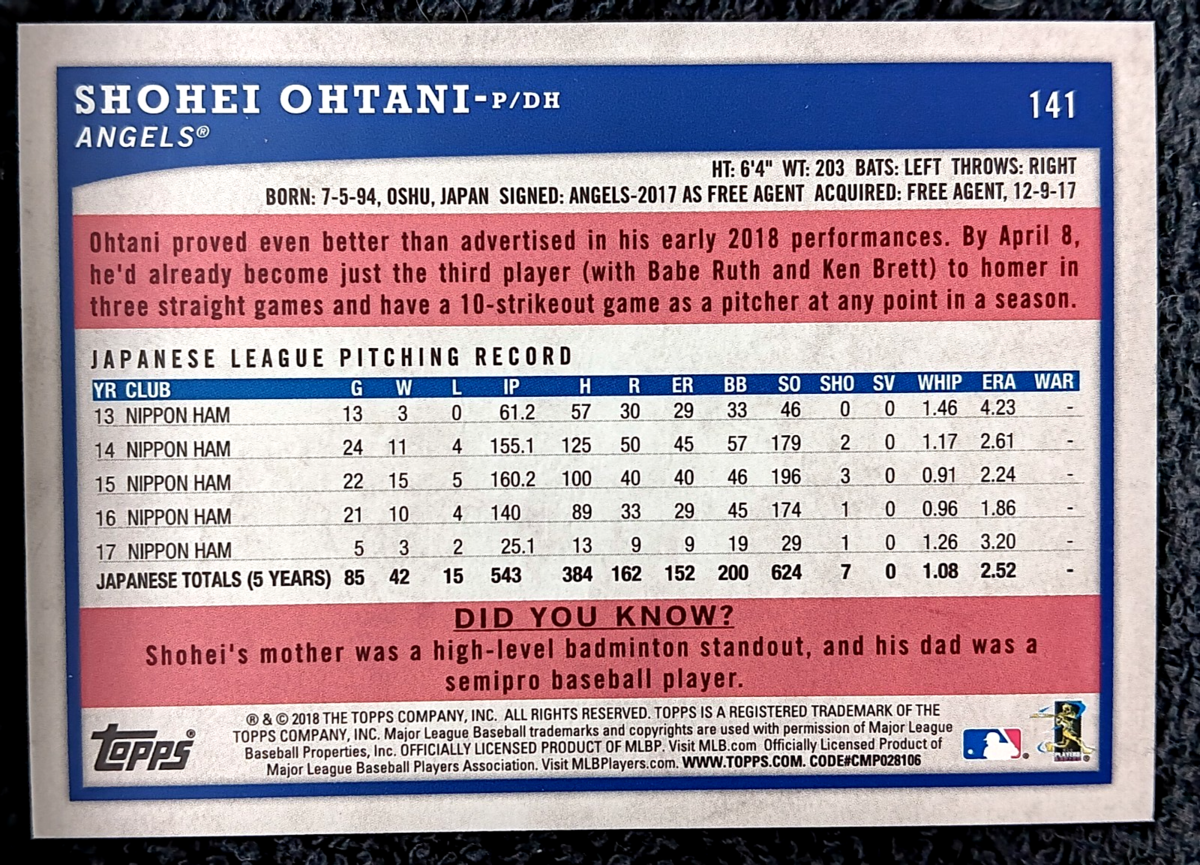 SHOHEI OHTANI-P/DH
141
ANGELS®
HT: 6'4" WT: 203 BATS: LEFT THROWS: RIGHT
BORN: 7-5-94, OSHU, JAPAN SIGNED: ANGELS-2017 AS FREE AGENT ACQUIRED: FREE AGENT, 12-9-17
Ohtani proved even better than advertised in his early 2018 performances. By April 8,
he'd already become just the third player (with Babe Ruth and Ken Brett) to homer in
three straight games and have a 10-strikeout game as a pitcher at any point in a season.
JAPANESE LEAGUE PITCHING RECORD
YR CLUB G W L IP H R ER BB SO SHO SV WHIP ERA WAR
13 NIPPON HAM 13 3 0 61.2 57 30 29 33 46 0 0 1.46 4.23 -
14 NIPPON HAM 24 11 4 155.1 125 50 45 57 179 2 0 1.17 2.61 -
15 NIPPON HAM 22 15 5 160.2 100 40 40 46 196 3 0 0.91 2.24 -
16 NIPPON HAM 21 10 4 140 89 33 29 45 174 1 0 0.96 1.86 -
17 NIPPON HAM 5 3 2 25.1 13 9 9 19 29 1 0 1.26 3.20 -
JAPANESE TOTALS (5 YEARS) 85 42 15 543 384 162 152 200 624 7 0 1.08 2.52 -
DID YOU KNOW?
Shohei's mother was a high-level badminton standout, and his dad was a
semipro baseball player.
topps®
® & © 2018 THE TOPPS COMPANY, INC. ALL RIGHTS RESERVED. TOPPS IS A REGISTERED TRADEMARK OF THE
TOPPS COMPANY, INC. Major League Baseball trademarks and copyrights are used with permission of Major League
Baseball Properties, Inc. OFFICIALLY LICENSED PRODUCT OF MLBP. Visit MLB.com Officially Licensed Product of
Major League Baseball Players Association. Visit MLBPlayers.com. WWW.TOPPS.COM. CODE#CMP028106
PLAYERS